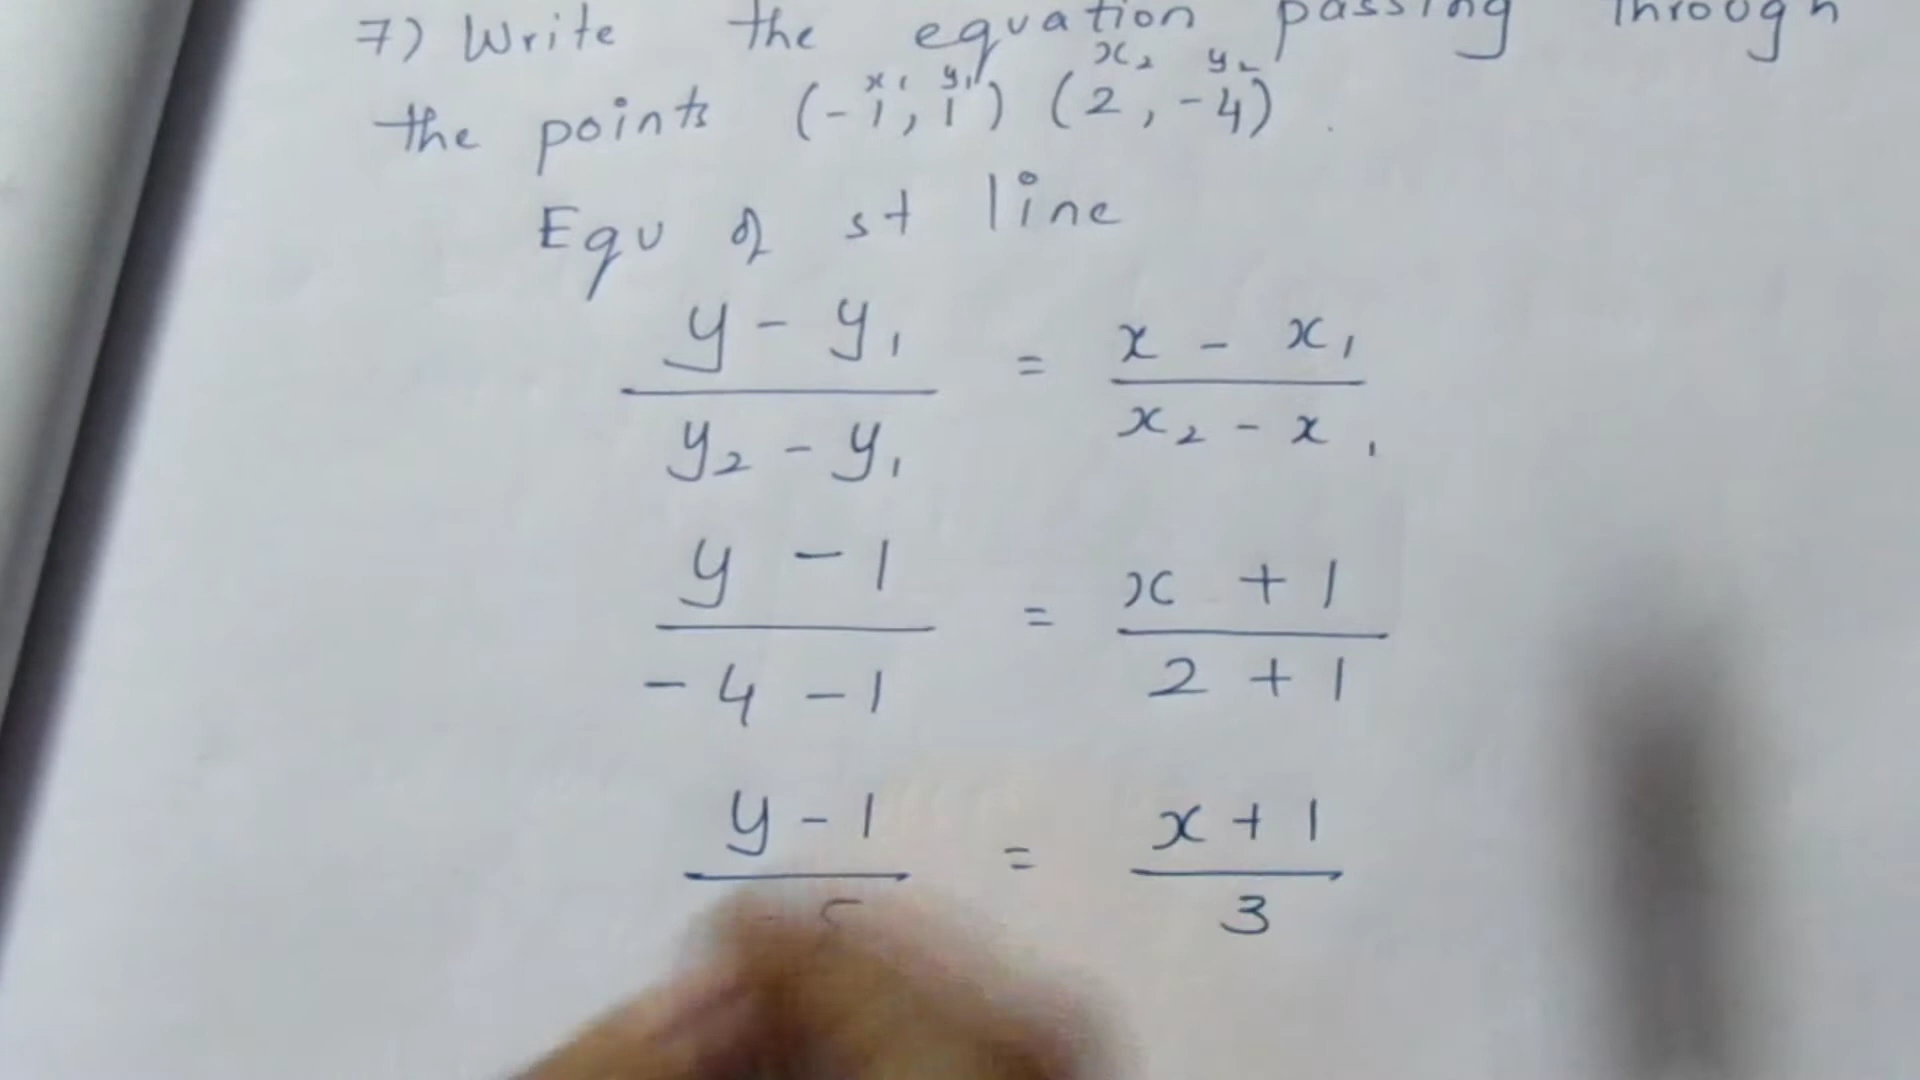 7) Write the equation passing through
x₁ y₁ x₂ y₂
the points (-1, 1) (2, -4)
Equ of st line
y - y₁ / y₂ - y₁ = x - x₁ / x₂ - x₁
y - 1 / - 4 - 1 = x + 1 / 2 + 1
y - 1 / - 5 = x + 1 / 3